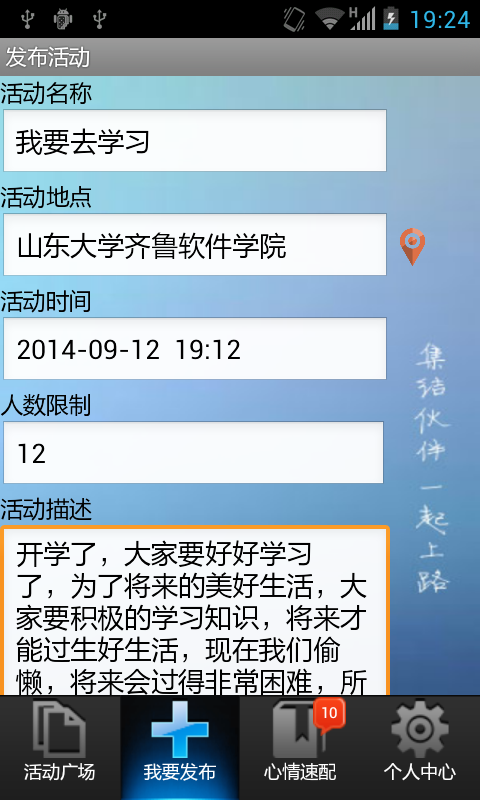 H
19:24
发布活动
活动名称
我要去学习
活动地点
山东大学齐鲁软件学院
活动时间
2014-09-12 19:12
人数限制
12
活动描述
开学了，大家要好好学习
了，为了将来的美好生活，大
家要积极的学习知识，将来才
能过生好生活，现在我们偷
懒，将来会过得非常困难，所
集结伙伴一起上路
活动广场
我要发布
10
心情速配
个人中心